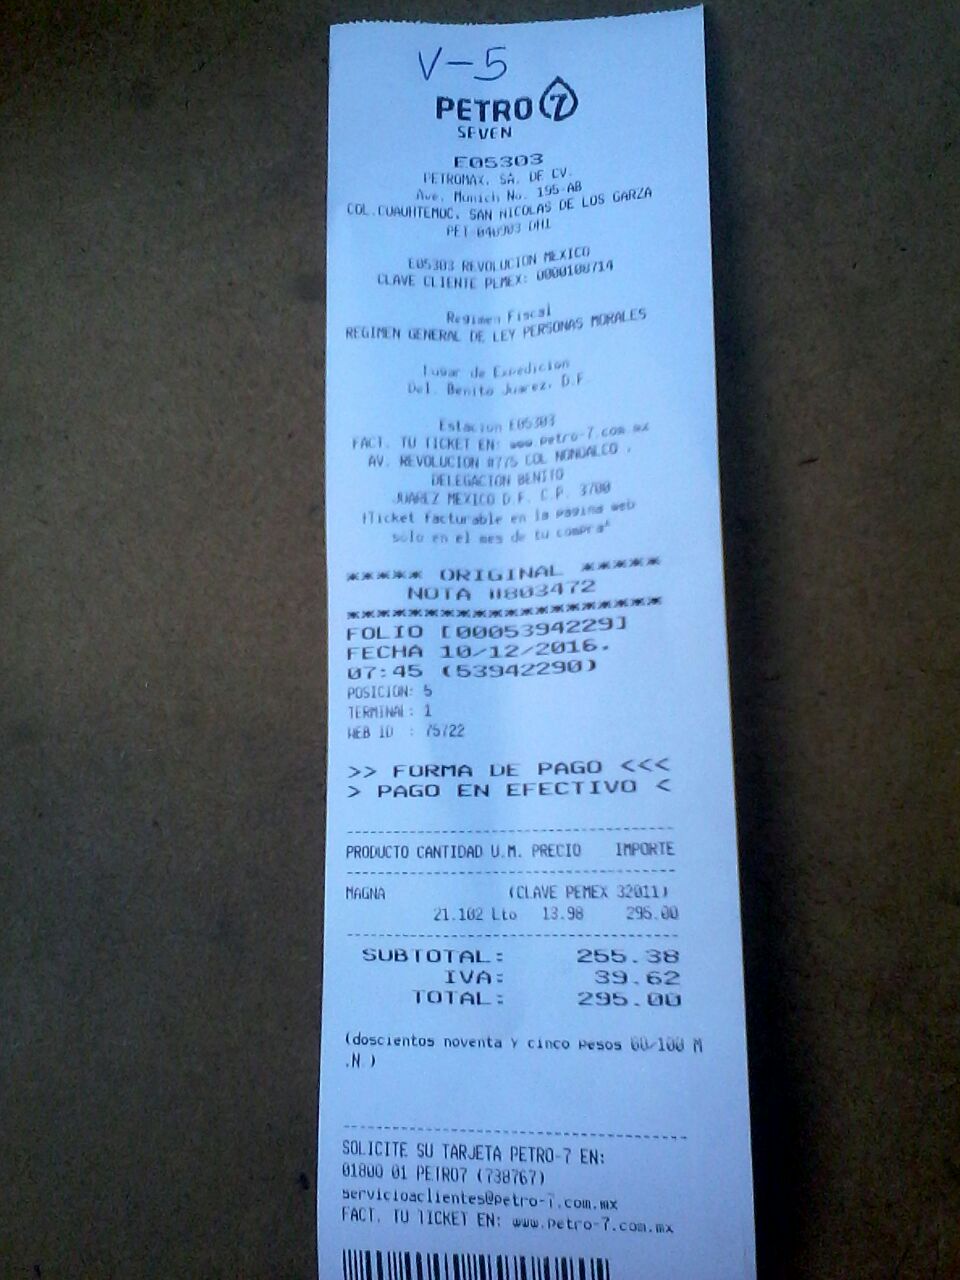 V-5
PETRO 7
SEVEN
E05303
PETROMAX, SA. DE CV.
Ave. Munich No. 195-AB
COL.CUAUHTEMOC, SAN NICOLAS DE LOS GARZA
PET 040903 DH1
E05303 REVOLUCION MEXICO
CLAVE CLIENTE PEMEX: 0000108714
Regimen Fiscal
REGIMEN GENERAL DE LEY PERSONAS MORALES
Lugar de Expedicion
Del. Benito Juarez, D.F.
Estacion E05303
FACT. TU TICKET EN: www.petro-7.com.mx
AV. REVOLUCION #775 COL NONOALCO ,
DELEGACION BENITO
JUAREZ MEXICO D.F. C.P. 3700
Ticket facturable en la pagina web
solo en el mes de tu compra
***** ORIGINAL *****
NOTA #803472
********************
FOLIO [0005394229]
FECHA 10/12/2016.
07:45 (53942290)
POSICION: 5
TERMINAL: 1
WEB ID : 75722
>> FORMA DE PAGO <<<
> PAGO EN EFECTIVO <
PRODUCTO CANTIDAD U.M. PRECIO IMPORTE
MAGNA (CLAVE PEMEX 32011)
21.102 Lto 13.98 295.00
SUBTOTAL: 255.38
IVA: 39.62
TOTAL: 295.00
(doscientos noventa y cinco pesos 00/100 M
.N.)
SOLICITE SU TARJETA PETRO-7 EN:
01800 01 PETRO7 (738767)
servicioaclientes@petro-7.com.mx
FACT. TU TICKET EN: www.petro-7.com.mx